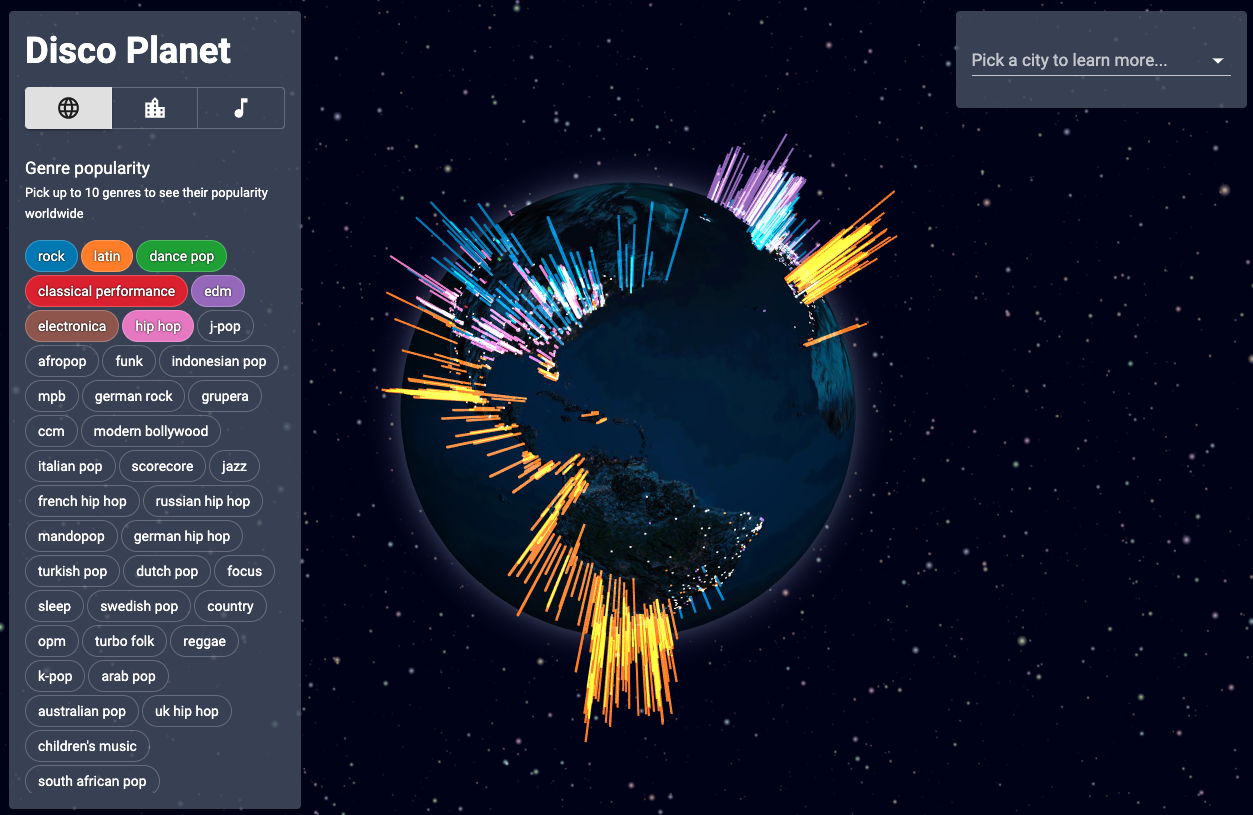 Disco Planet
Pick a city to learn more...
Genre popularity
Pick up to 10 genres to see their popularity
worldwide
rock latin dance pop
classical performance edm
electronica hip hop j-pop
afropop funk indonesian pop
mpb german rock grupera
ccm modern bollywood
italian pop scorecore jazz
french hip hop russian hip hop
mandopop german hip hop
turkish pop dutch pop focus
sleep swedish pop country
opm turbo folk reggae
k-pop arab pop
australian pop uk hip hop
children's music
south african pop